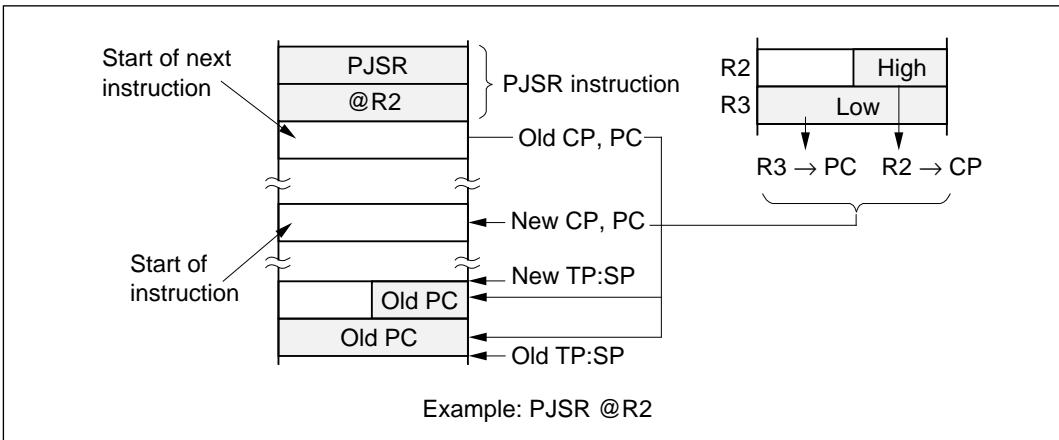 Start of next
instruction
PJSR
@R2
PJSR instruction
Old CP, PC
New CP, PC
Start of
instruction
New TP:SP
Old PC
Old PC
Old TP:SP
R2
High
R3
Low
R3 → PC
R2 → CP
Example: PJSR @R2